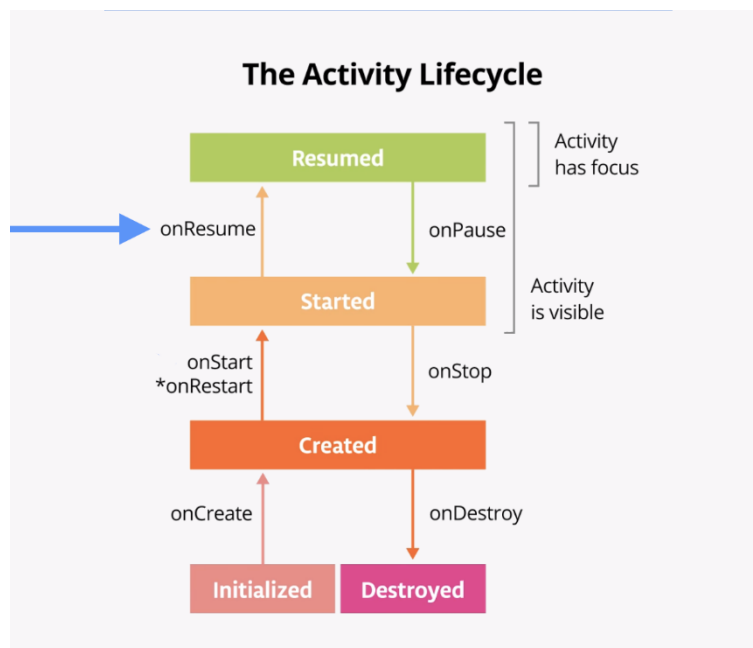 The Activity Lifecycle
Resumed
Activity
has focus
onResume
onPause
Started
Activity
is visible
onStart
*onRestart
onStop
Created
onCreate
onDestroy
Initialized
Destroyed